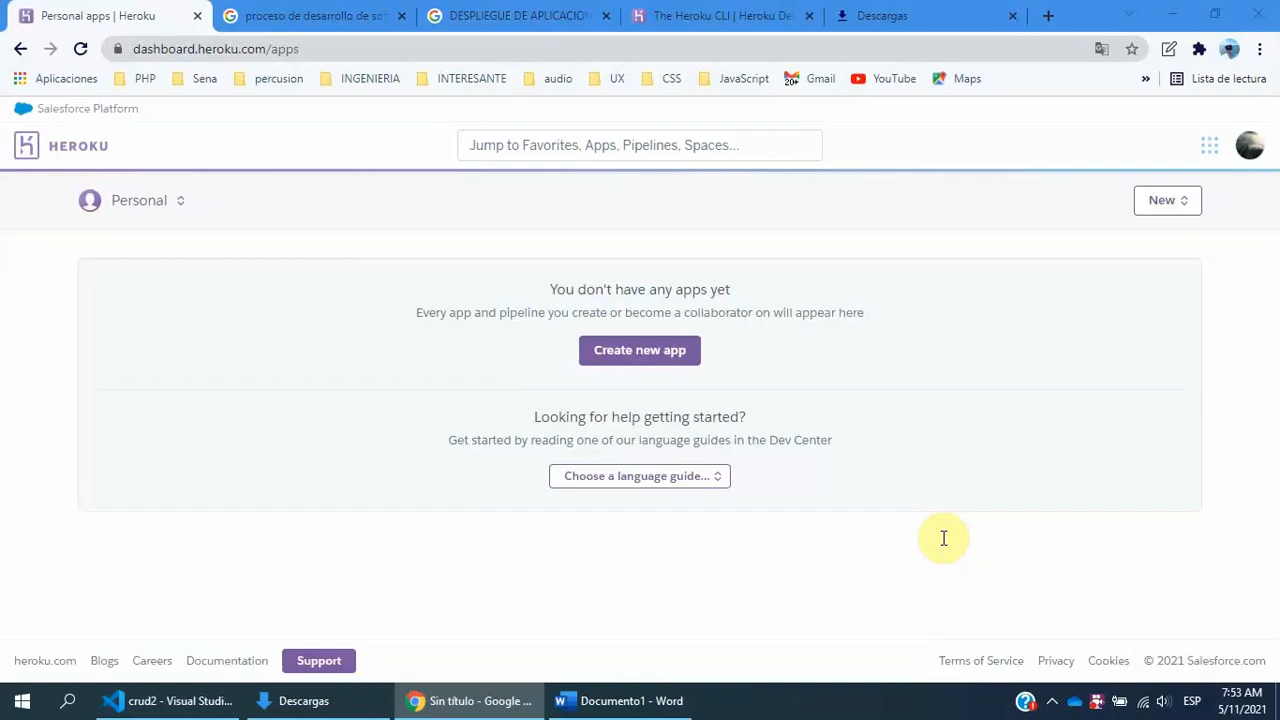 Personal apps | Heroku
proceso de desarrollo de sof
DESPLIEGUE DE APLICACION
The Heroku CLI | Heroku De
Descargas
dashboard.heroku.com/apps
Aplicaciones
PHP
Sena
percusion
INGENIERIA
INTERESANTE
audio
UX
CSS
JavaScript
20+
Gmail
YouTube
Maps
»
Lista de lectura
Salesforce Platform
HEROKU
Jump to Favorites, Apps, Pipelines, Spaces...
Personal
New
You don't have any apps yet
Every app and pipeline you create or become a collaborator on will appear here
Create new app
Looking for help getting started?
Get started by reading one of our language guides in the Dev Center
Choose a language guide...
heroku.com
Blogs
Careers
Documentation
Support
Terms of Service
Privacy
Cookies
© 2021 Salesforce.com
crud2 - Visual Studi...
Descargas
Sin título - Google ...
Documento1 - Word
ESP
7:53 AM
5/11/2021